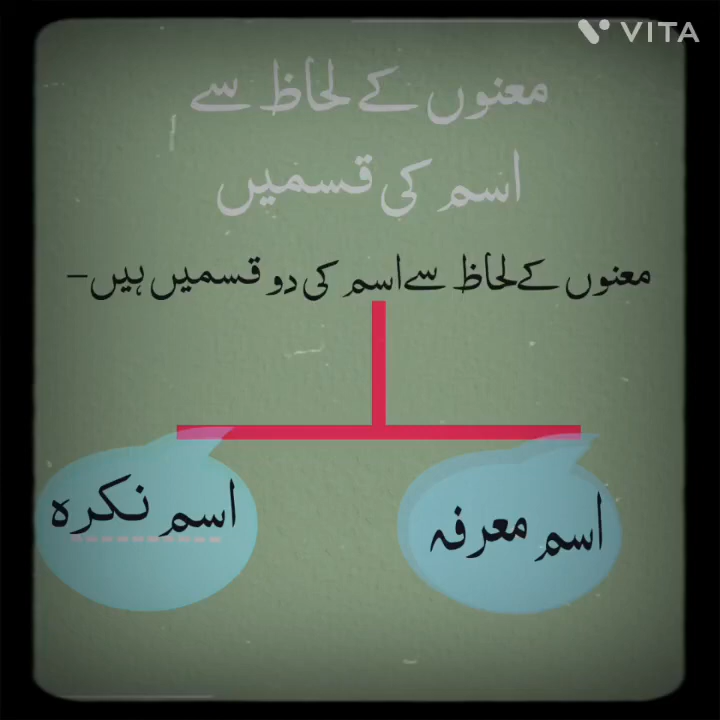 VITA
معنوں کے لحاظ سے
اسم کی قسمیں
معنوں کے لحاظ سے اسم کی دو قسمیں ہیں–
اسم معرفہ
اسم نکرہ